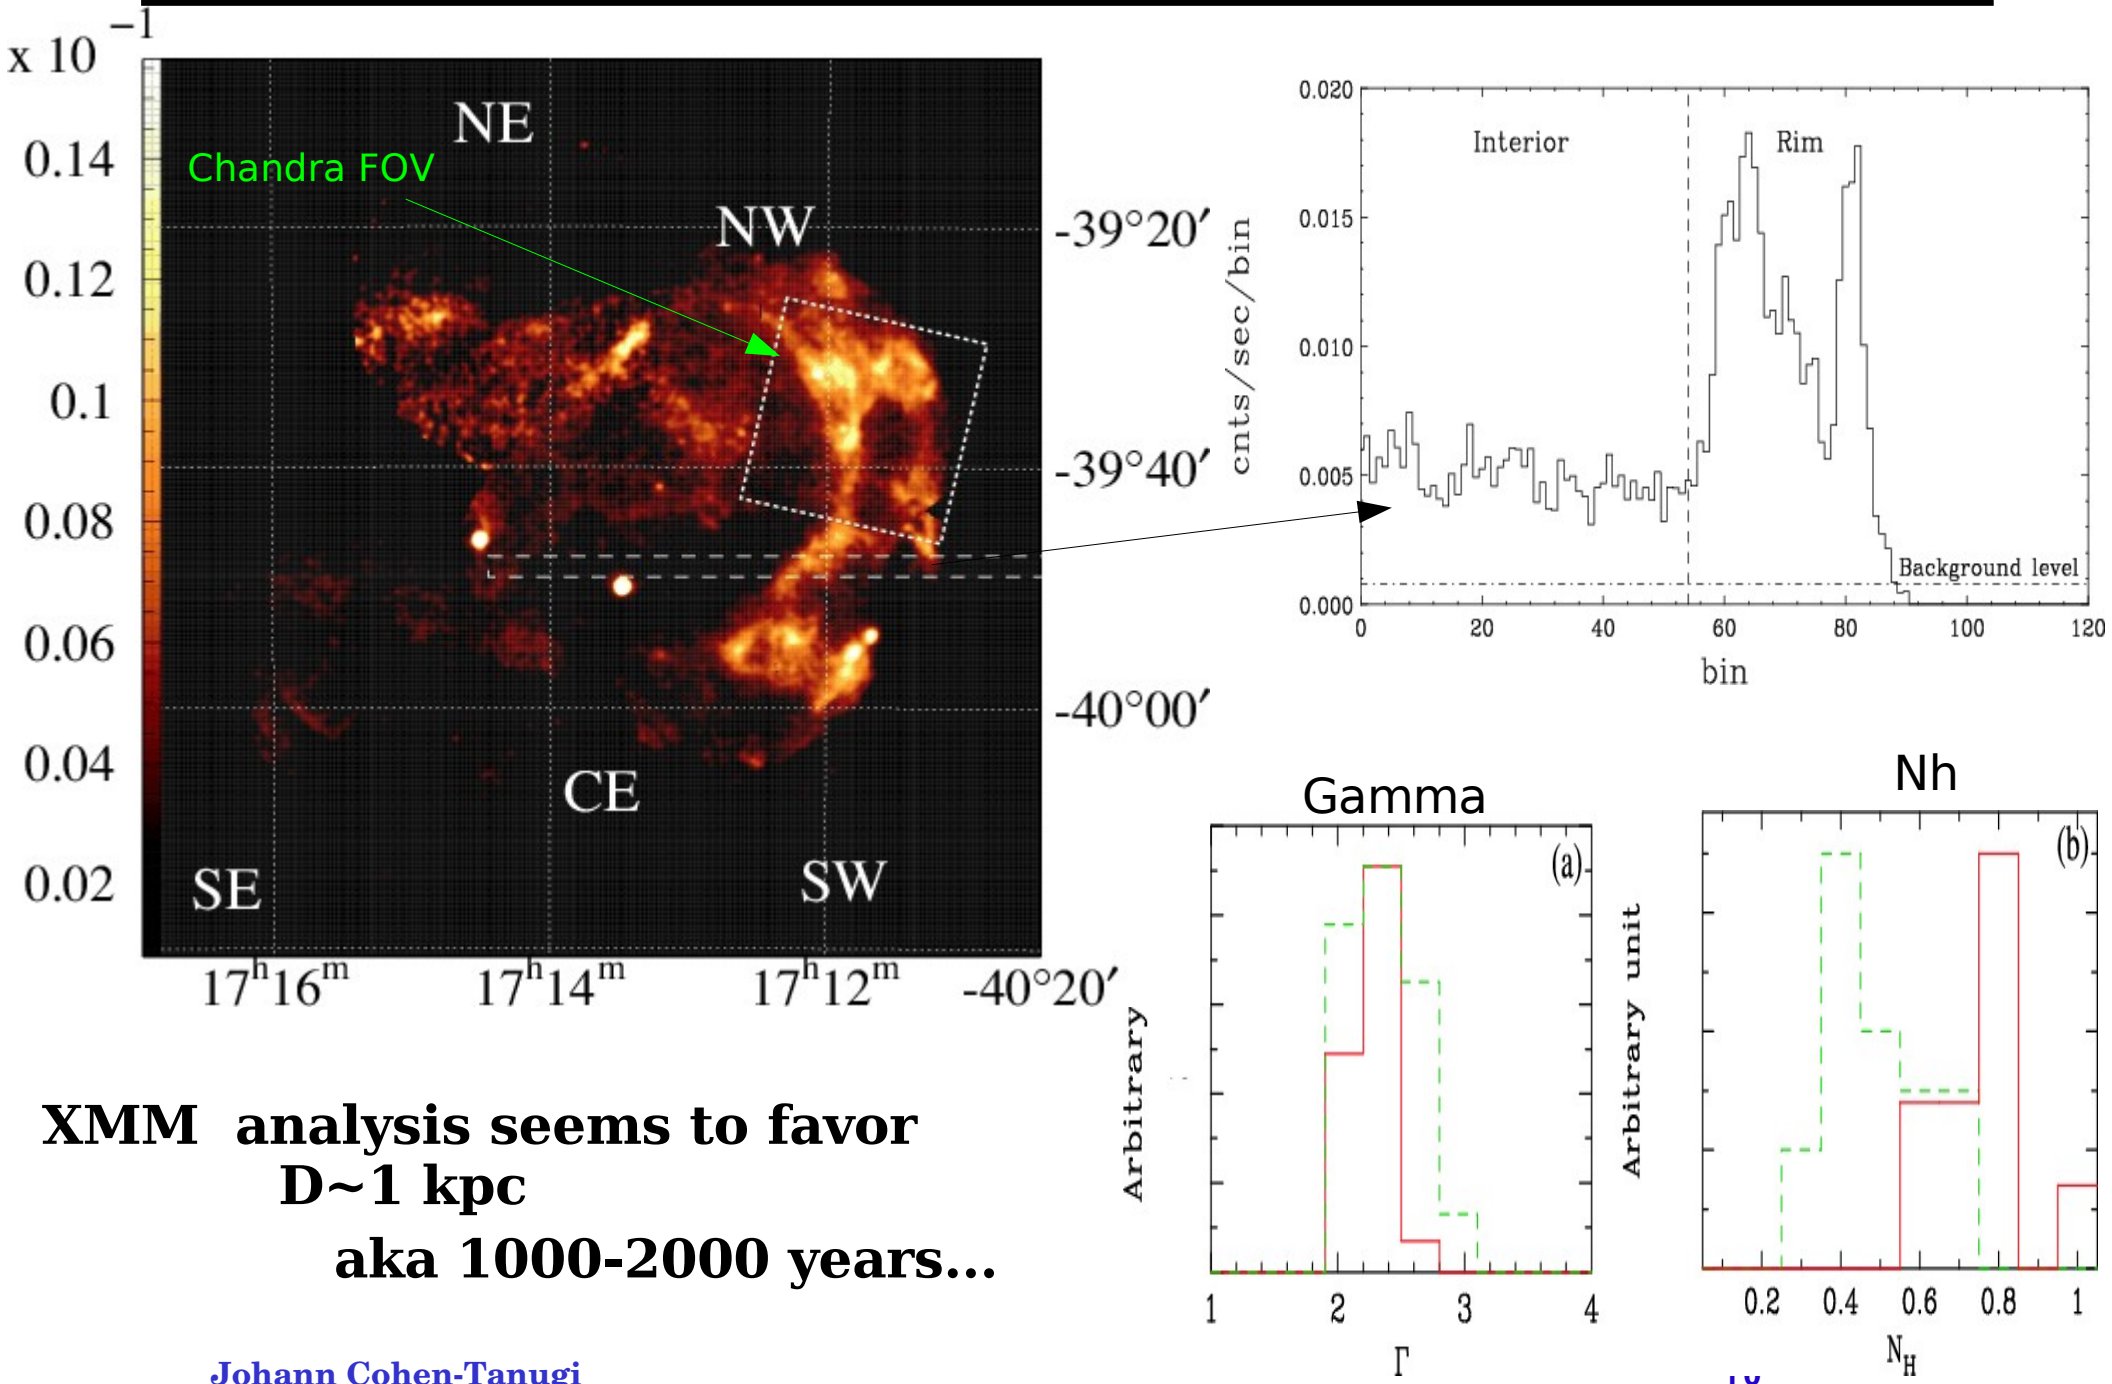 x 10 −1
0.14
0.12
0.1
0.08
0.06
0.04
0.02
NE
Chandra FOV
NW
CE
SE
SW
-39°20′
-39°40′
-40°00′
17h16m
17h14m
17h12m
-40°20′
0.020
0.015
0.010
0.005
0.000
cnts/sec/bin
Interior
Rim
Background level
0 20 40 60 80 100 120
bin
Gamma
(a)
Arbitrary
1 2 3 4
Γ
Nh
(b)
Arbitrary unit
0.2 0.4 0.6 0.8 1
NH
XMM analysis seems to favor
D~1 kpc
aka 1000-2000 years...
Johann Cohen-Tanugi